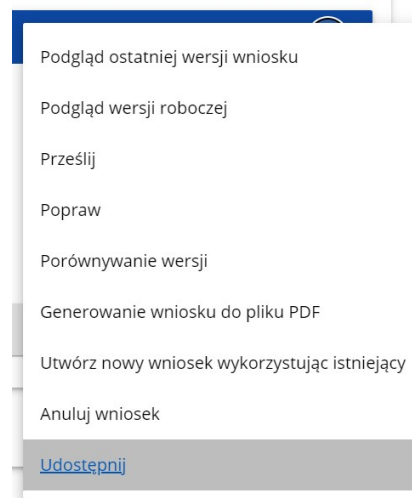 Podgląd ostatniej wersji wniosku
Podgląd wersji roboczej
Prześlij
Popraw
Porównywanie wersji
Generowanie wniosku do pliku PDF
Utwórz nowy wniosek wykorzystując istniejący
Anuluj wniosek
Udostępnij